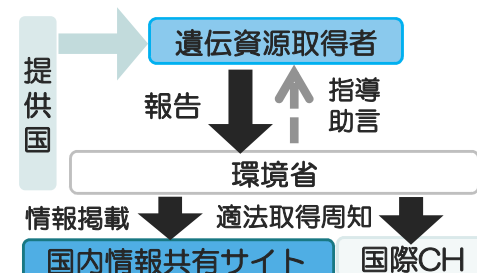 提供国
遺伝資源取得者
報告
指導
助言
環境省
情報掲載
適法取得周知
国内情報共有サイト
国際CH